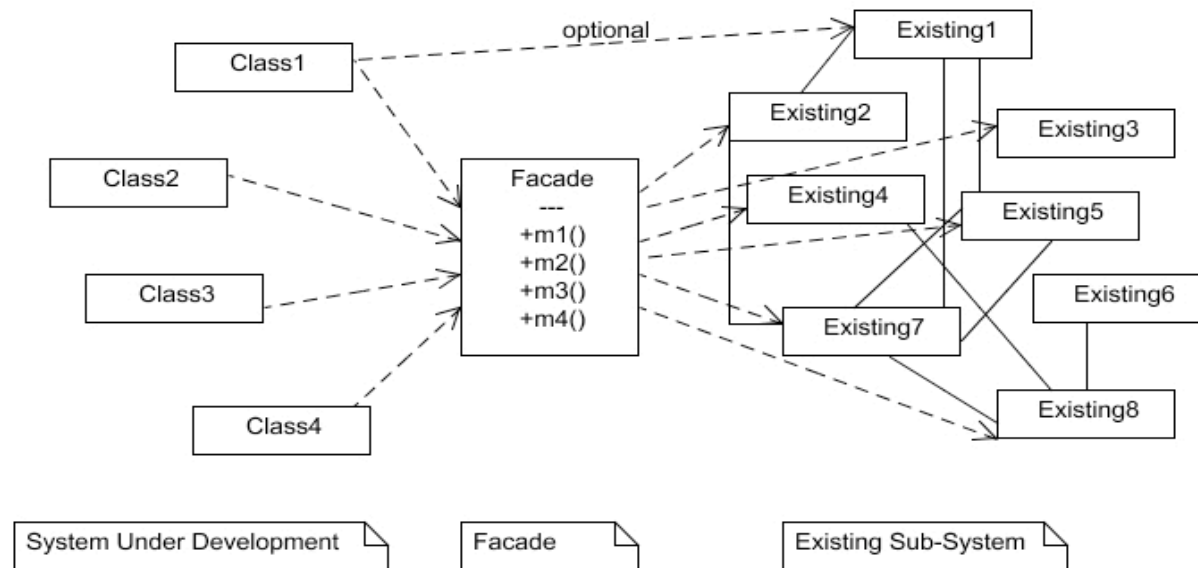 optional
Existing1
Class1
Existing2
Existing3
Class2
Facade
---
+m1()
+m2()
+m3()
+m4()
Existing4
Existing5
Class3
Existing6
Existing7
Class4
Existing8
System Under Development
Facade
Existing Sub-System